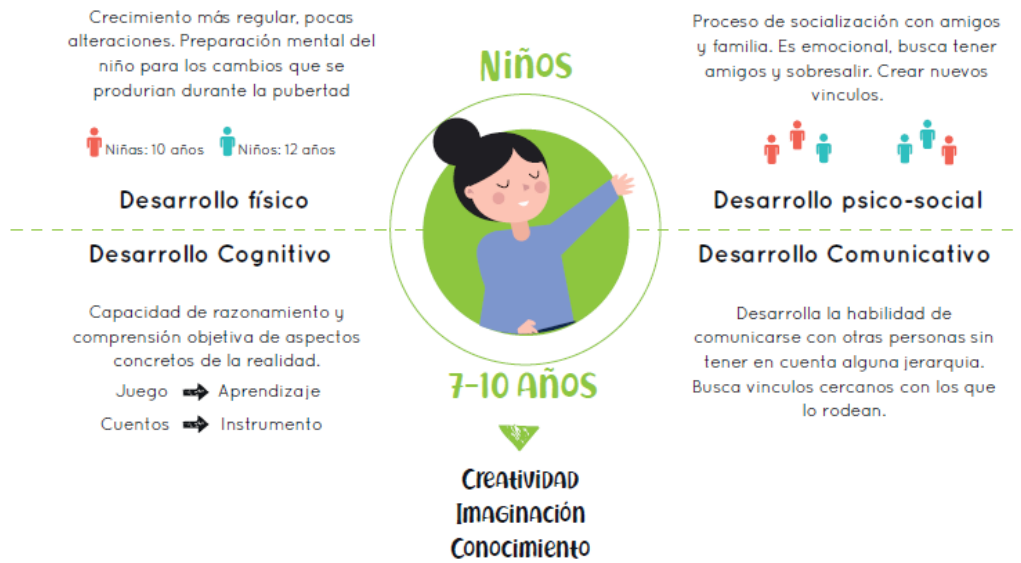 Crecimiento más regular, pocas
alteraciones. Preparación mental del
niño para los cambios que se
produrian durante la pubertad
Niñas: 10 años Niños: 12 años
Desarrollo físico
Niños
Proceso de socialización con amigos
y familia. Es emocional, busca tener
amigos y sobresalir. Crear nuevos
vinculos.
Desarrollo psico-social
Desarrollo Cognitivo
Capacidad de razonamiento y
comprensión objetiva de aspectos
concretos de la realidad.
Juego Aprendizaje
Cuentos Instrumento
Desarrollo Comunicativo
Desarrolla la habilidad de
comunicarse con otras personas sin
tener en cuenta alguna jerarquia.
Busca vinculos cercanos con los que
lo rodean.
7-10 Años
Creatividad
Imaginación
Conocimiento